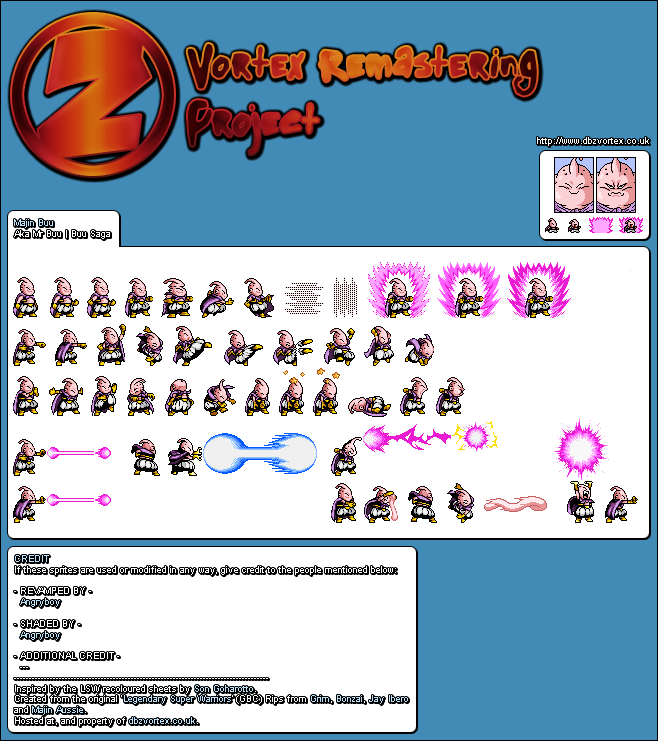 Z
Vortex Remastering
Project
http://www.dbzvortex.co.uk
Majin Buu
Aka Mr Buu | Buu Saga
CREDIT
If these sprites are used or modified in any way, give credit to the people mentioned below:
- REVAMPED BY -
Angryboy
- SHADED BY -
Angryboy
- ADDITIONAL CREDIT -
---
Inspired by the LSW recoloured sheets by Son Goharotto.
Created from the original "Legendary Super Warriors" (GBC) Rips from Grim, Bonzai, Jay Ibero
and Majin Aussie.
Hosted at, and property of dbzvortex.co.uk.